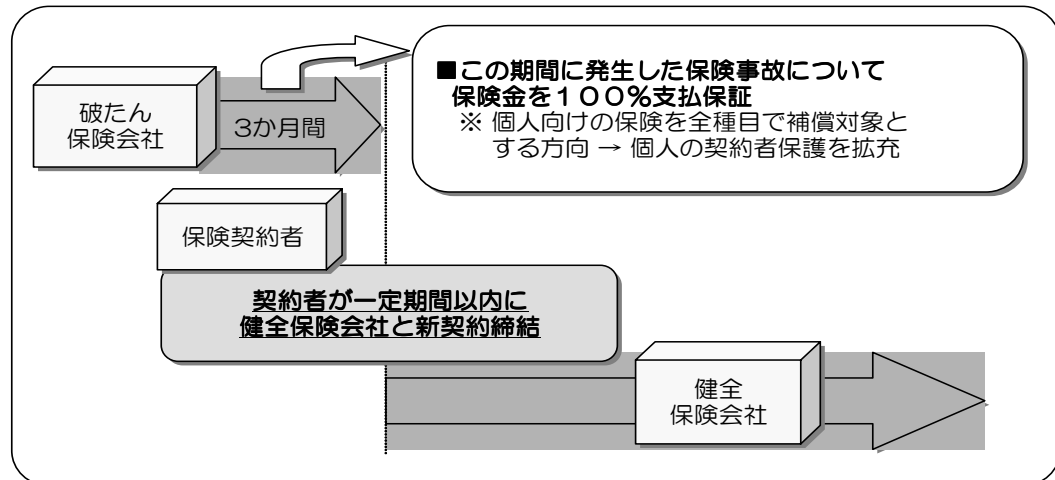 ■この期間に発生した保険事故について
保険金を１００％支払保証
※ 個人向けの保険を全種目で補償対象と
する方向 → 個人の契約者保護を拡充
破たん
保険会社
3か月間
保険契約者
契約者が一定期間以内に
健全保険会社と新契約締結
健全
保険会社